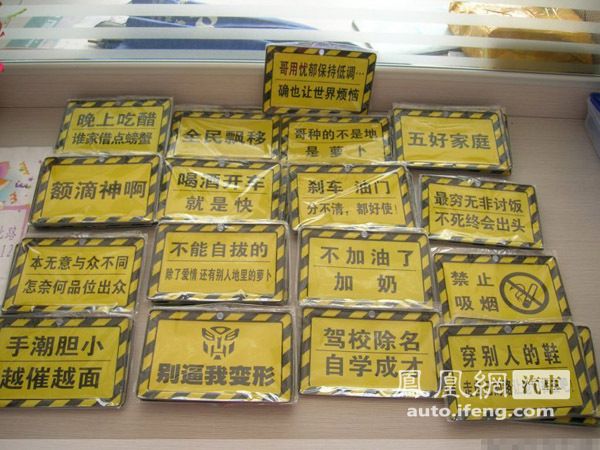 哥用忧郁保持低调…
确也让世界烦恼
晚上吃醋
谁家借点螃蟹
全民飘移
哥种的不是地
是萝卜
五好家庭
额滴神啊
喝酒开车
就是快
刹车 油门
分不清，都好使！
最穷无非讨饭
不死终会出头
本无意与众不同
怎奈何品位出众
不能自拔的
除了爱情 还有别人地里的萝卜
不加油了
加奶
禁止
吸烟
手潮胆小
越催越面
别逼我变形
驾校除名
自学成才
穿别人的鞋
鳳凰網 汽車
auto.ifeng.com